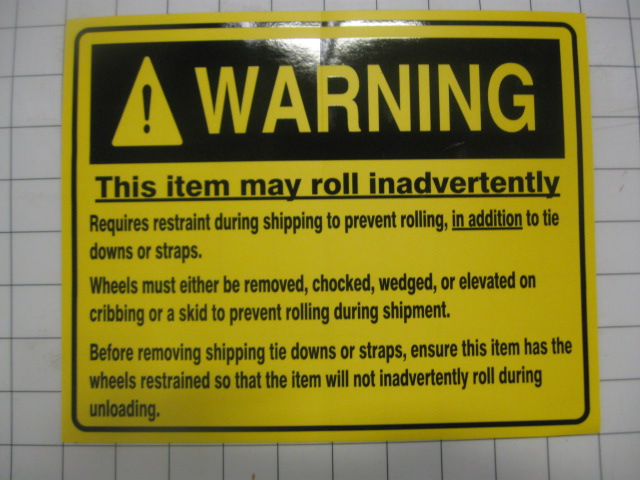 WARNING
This item may roll inadvertently
Requires restraint during shipping to prevent rolling, in addition to tie
downs or straps.
Wheels must either be removed, chocked, wedged, or elevated on
cribbing or a skid to prevent rolling during shipment.
Before removing shipping tie downs or straps, ensure this item has the
wheels restrained so that the item will not inadvertently roll during
unloading.